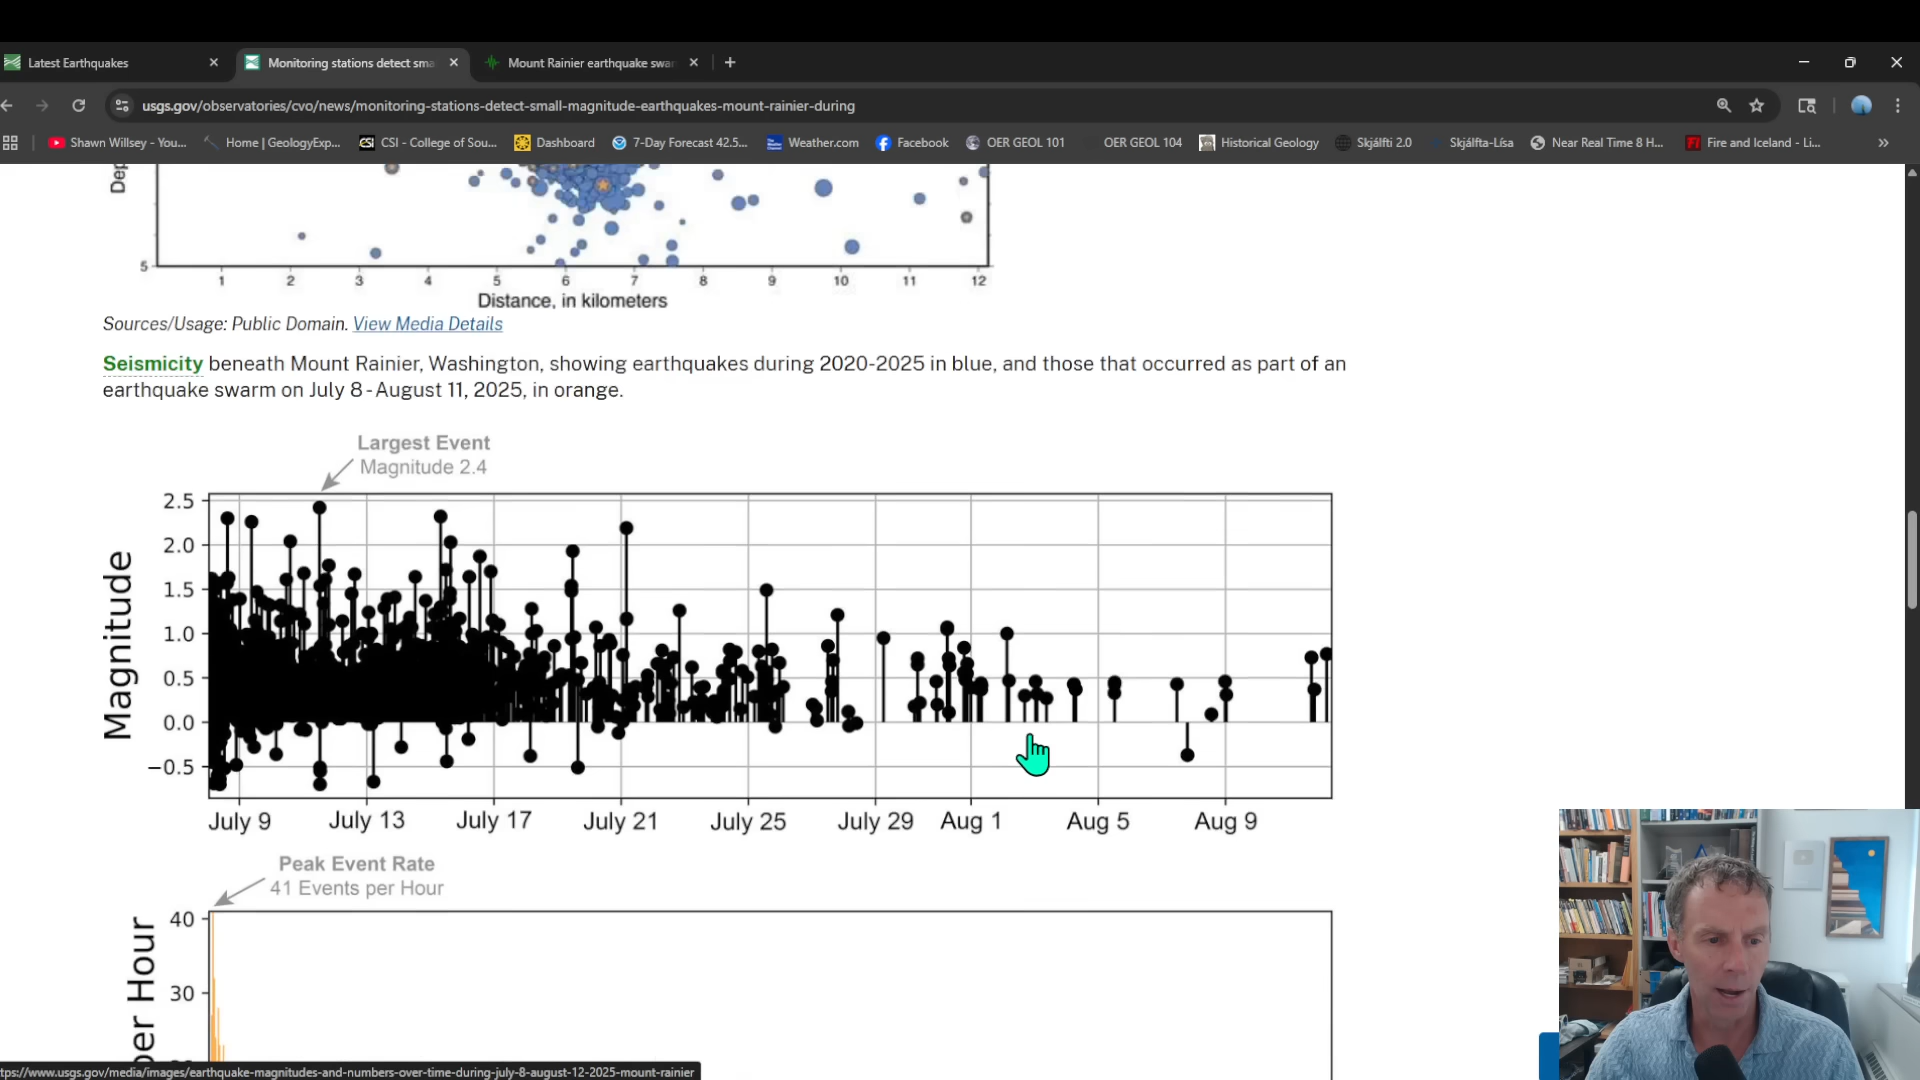 Latest Earthquakes
Monitoring stations detect sma
Mount Rainier earthquake swar
usgs.gov/observatories/cvo/news/monitoring-stations-detect-small-magnitude-earthquakes-mount-rainier-during
Shawn Willsey - You...
Home | GeologyExp...
CSI - College of Sou...
Dashboard
7-Day Forecast 42.5...
Weather.com
Facebook
OER GEOL 101
OER GEOL 104
Historical Geology
Skjálfti 2.0
Skjálfta-Lísa
Near Real Time 8 H...
Fire and Iceland - Li...
Dep
5
1 2 3 4 5 6 7 8 9 10 11 12
Distance, in kilometers
Sources/Usage: Public Domain. View Media Details
Seismicity beneath Mount Rainier, Washington, showing earthquakes during 2020-2025 in blue, and those that occurred as part of an
earthquake swarm on July 8 - August 11, 2025, in orange.
Largest Event
Magnitude 2.4
Magnitude
2.5
2.0
1.5
1.0
0.5
0.0
−0.5
July 9 July 13 July 17 July 21 July 25 July 29 Aug 1 Aug 5 Aug 9
Peak Event Rate
41 Events per Hour
per Hour
40
30
tps://www.usgs.gov/media/images/earthquake-magnitudes-and-numbers-over-time-during-july-8-august-12-2025-mount-rainier